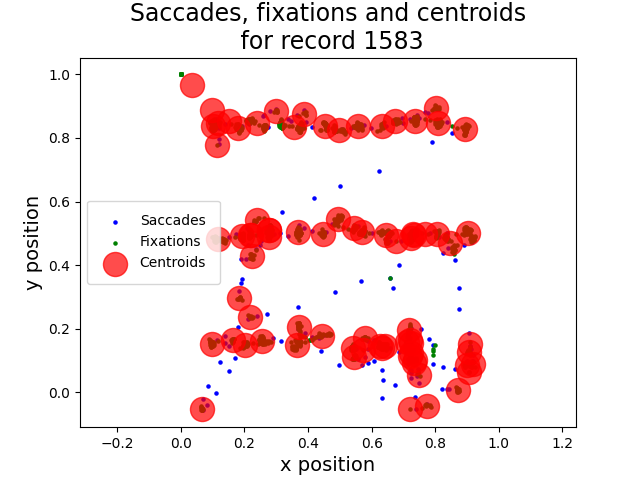 Saccades, fixations and centroids
for record 1583
1.0
0.8
0.6
0.4
0.2
0.0
y position
Saccades
Fixations
Centroids
−0.2
0.0
0.2
0.4
0.6
0.8
1.0
1.2
x position